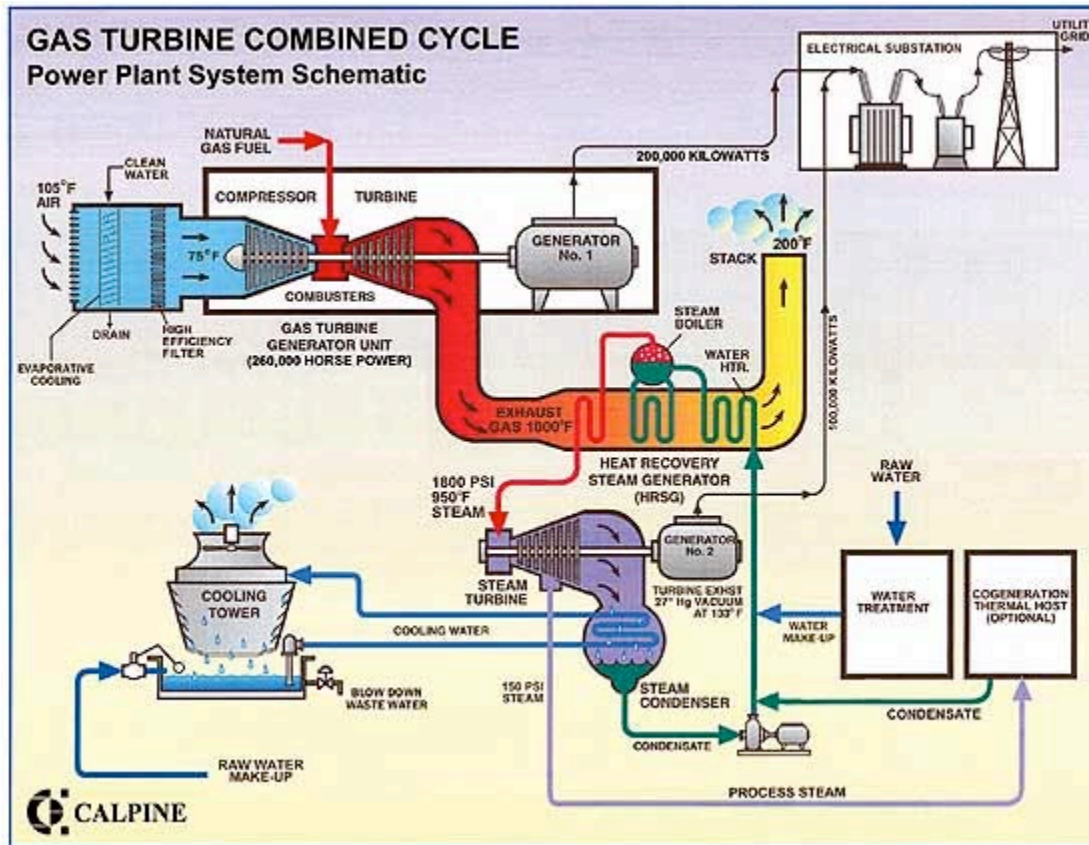 GAS TURBINE COMBINED CYCLE
Power Plant System Schematic
UTILITY
GRID
ELECTRICAL SUBSTATION
NATURAL
GAS FUEL
200,000 KILOWATTS
CLEAN
WATER
105°F
AIR
COMPRESSOR
TURBINE
75°F
GENERATOR
No. 1
COMBUSTERS
DRAIN
HIGH
EFFICIENCY
FILTER
EVAPORATIVE
COOLING
GAS TURBINE
GENERATOR UNIT
(260,000 HORSE POWER)
200°F
STACK
STEAM
BOILER
WATER
HTR.
KILOWATTS
EXHAUST
GAS 1000°F
HEAT RECOVERY
STEAM GENERATOR
(HRSG)
1800 PSI
950°F
STEAM
RAW
WATER
GENERATOR
No. 2
STEAM
TURBINE
TURBINE EXHST
27" Hg VACUUM
AT 133°F
COOLING
TOWER
COOLING WATER
WATER
TREATMENT
WATER
MAKE-UP
COGENERATION
THERMAL HOST
(OPTIONAL)
BLOW DOWN
WASTE WATER
150 PSI
STEAM
STEAM
CONDENSER
CONDENSATE
CONDENSATE
RAW WATER
MAKE-UP
PROCESS STEAM
CALPINE